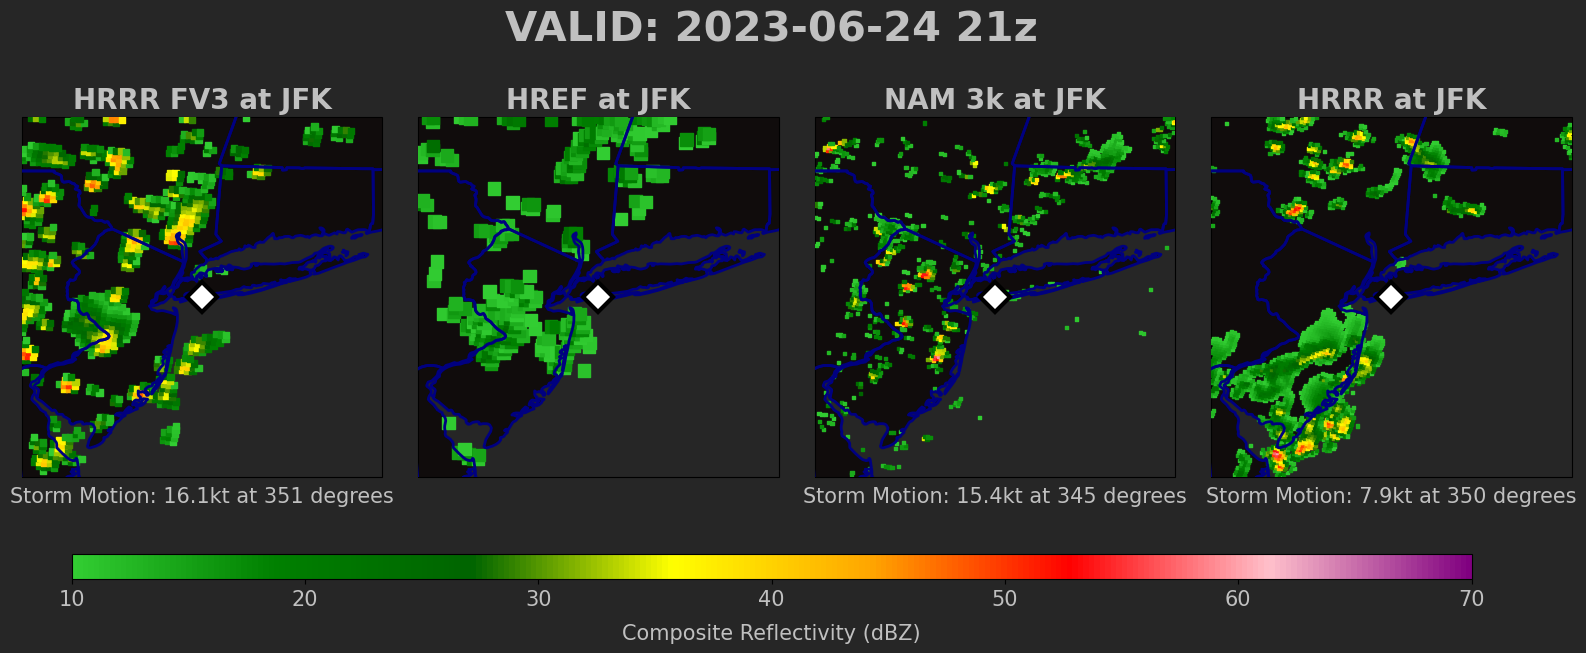 VALID: 2023-06-24 21z
HRRR FV3 at JFK
HREF at JFK
NAM 3k at JFK
HRRR at JFK
Storm Motion: 16.1kt at 351 degrees
Storm Motion: 15.4kt at 345 degrees
Storm Motion: 7.9kt at 350 degrees
10 20 30 40 50 60 70
Composite Reflectivity (dBZ)